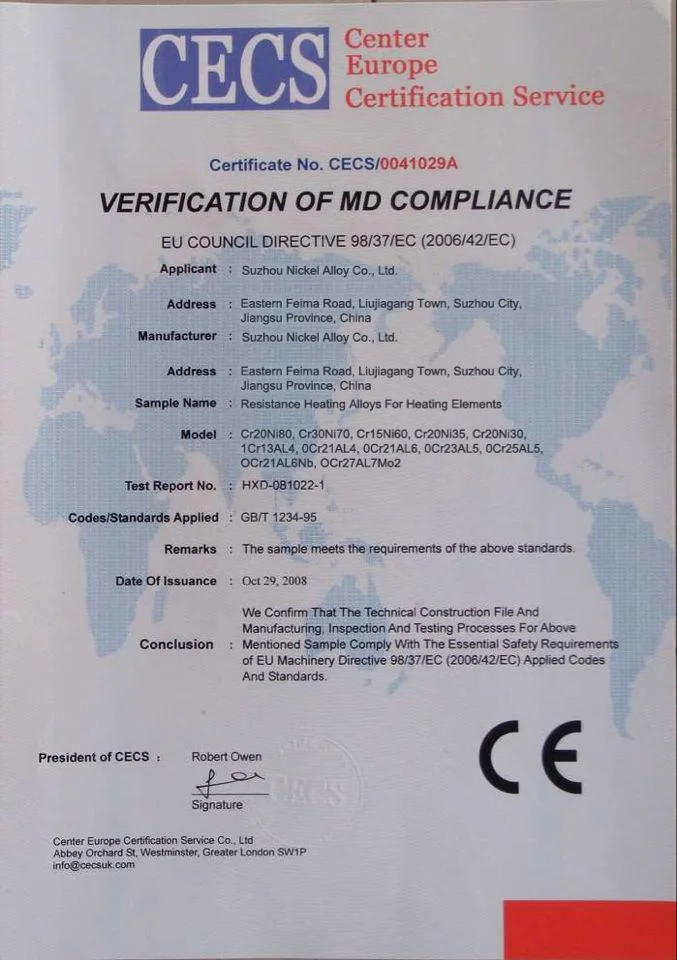 CECS
Center
Europe
Certification Service
Certificate No. CECS/0041029A
VERIFICATION OF MD COMPLIANCE
EU COUNCIL DIRECTIVE 98/37/EC (2006/42/EC)
Applicant : Suzhou Nickel Alloy Co., Ltd.
Address : Eastern Feima Road, Liujiagang Town, Suzhou City,
Jiangsu Province, China
Manufacturer : Suzhou Nickel Alloy Co., Ltd.
Address : Eastern Feima Road, Liujiagang Town, Suzhou City,
Jiangsu Province, China
Sample Name : Resistance Heating Alloys For Heating Elements
Model : Cr20Ni80, Cr30Ni70, Cr15Ni60, Cr20Ni35, Cr20Ni30,
1Cr13AL4, 0Cr21AL4, 0Cr21AL6, 0Cr23AL5, 0Cr25AL5,
OCr21AL6Nb, OCr27AL7Mo2
Test Report No. : HXD-081022-1
Codes/Standards Applied : GB/T 1234-95
Remarks : The sample meets the requirements of the above standards.
Date Of Issuance : Oct 29, 2008
We Confirm That The Technical Construction File And
Manufacturing, Inspection And Testing Processes For Above
Conclusion : Mentioned Sample Comply With The Essential Safety Requirements
of EU Machinery Directive 98/37/EC (2006/42/EC) Applied Codes
And Standards.
President of CECS : Robert Owen
Signature
CECS
CE
Center Europe Certification Service Co., Ltd
Abbey Orchard St, Westminster, Greater London SW1P
info@cecsuk.com